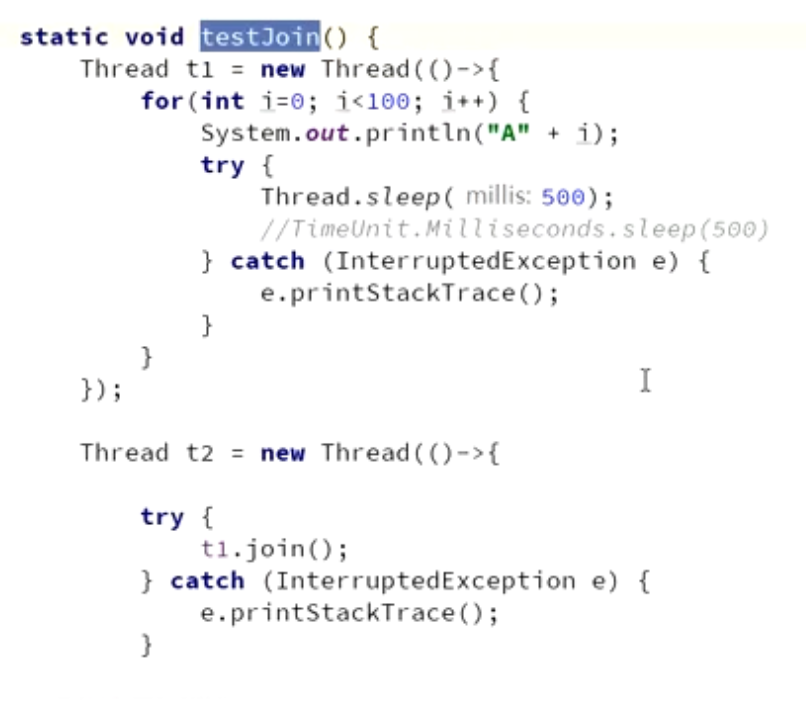 static void testJoin() {
    Thread t1 = new Thread(()->{
        for(int i=0; i<100; i++) {
            System.out.println("A" + i);
            try {
                Thread.sleep( millis: 500);
                //TimeUnit.Milliseconds.sleep(500)
            } catch (InterruptedException e) {
                e.printStackTrace();
            }
        }
    });
    Thread t2 = new Thread(()->{
        try {
            t1.join();
        } catch (InterruptedException e) {
            e.printStackTrace();
        }